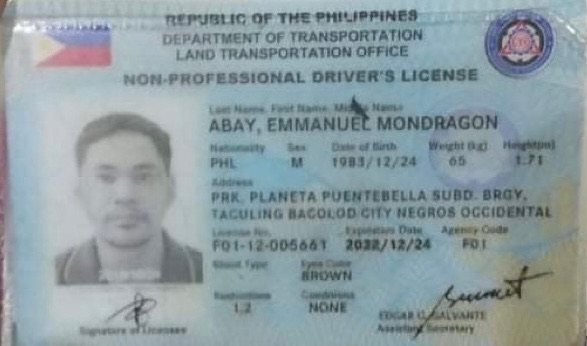 REPUBLIC OF THE PHILIPPINES
DEPARTMENT OF TRANSPORTATION
LAND TRANSPORTATION OFFICE
NON-PROFESSIONAL DRIVER'S LICENSE
Last Name, First Name, Middle Name
ABAY, EMMANUEL MONDRAGON
Nationality Sex Date of Birth Weight (kg) Height(m)
PHL M 1983/12/24 65 1.71
Address
PRK. PLANETA PUENTEBELLA SUBD. BRGY,
TACULING BACOLOD CITY NEGROS OCCIDENTAL
License No. Expiration Date Agency Code
F01-12-005661 2032/12/24 F01
Blood Type Eyes Color
BROWN
Restrictions Conditions
1,2 NONE
Signature of Licensee
EDGAR C. GALVANTE
Assistant Secretary